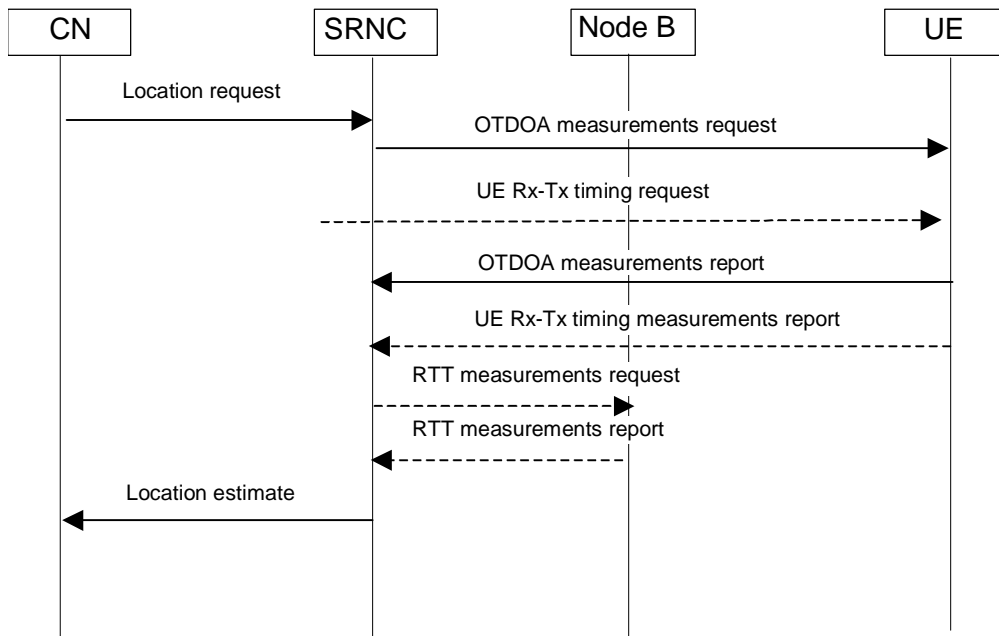 CN
SRNC
Node B
UE
Location request
OTDOA measurements request
UE Rx-Tx timing request
OTDOA measurements report
UE Rx-Tx timing measurements report
RTT measurements request
RTT measurements report
Location estimate